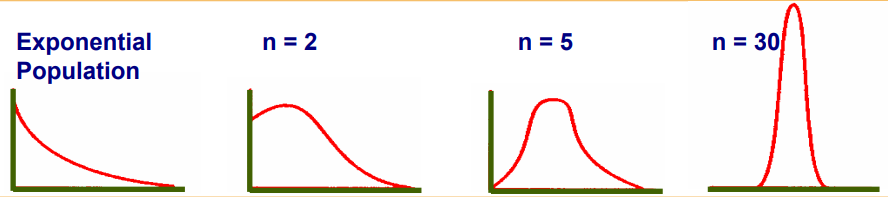 Exponential
Population
n = 2
n = 5
n = 30